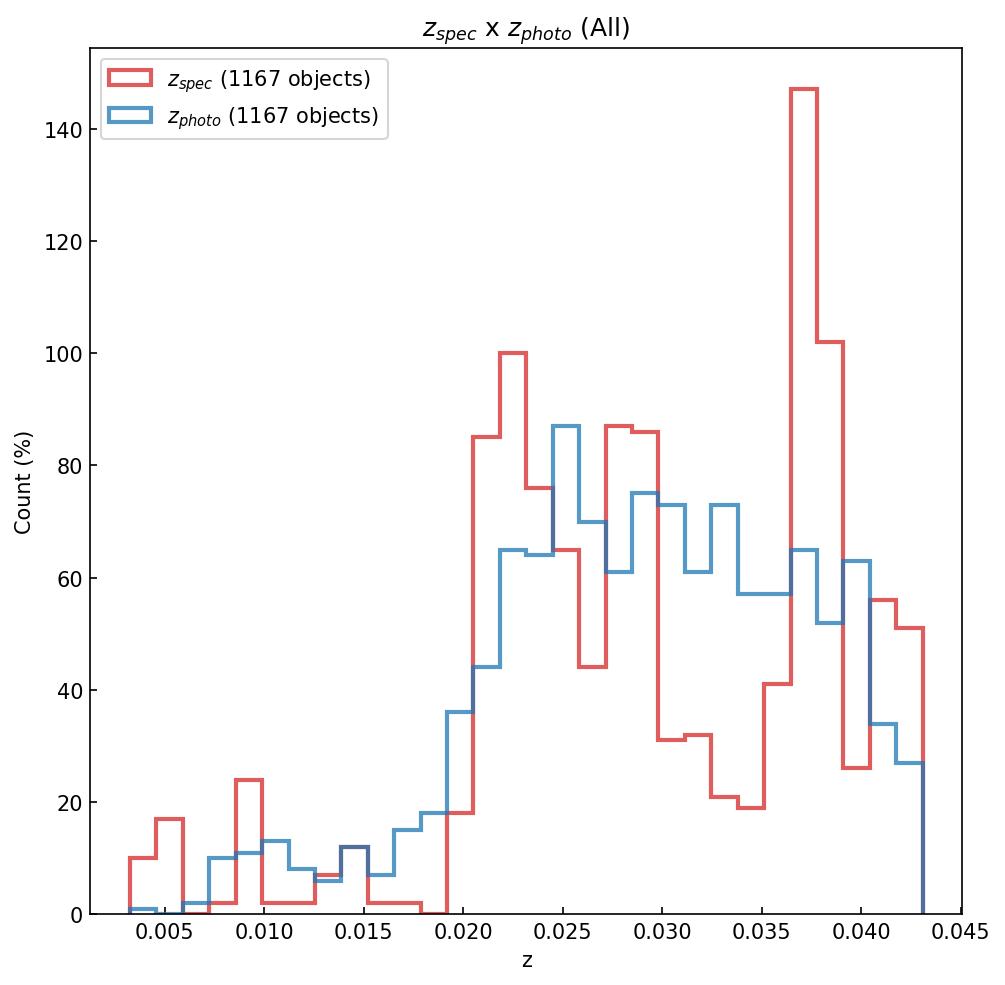 z_spec x z_photo (All)
z_spec (1167 objects)
z_photo (1167 objects)
140
120
100
80
60
40
20
0
Count (%)
0.005 0.010 0.015 0.020 0.025 0.030 0.035 0.040 0.045
z